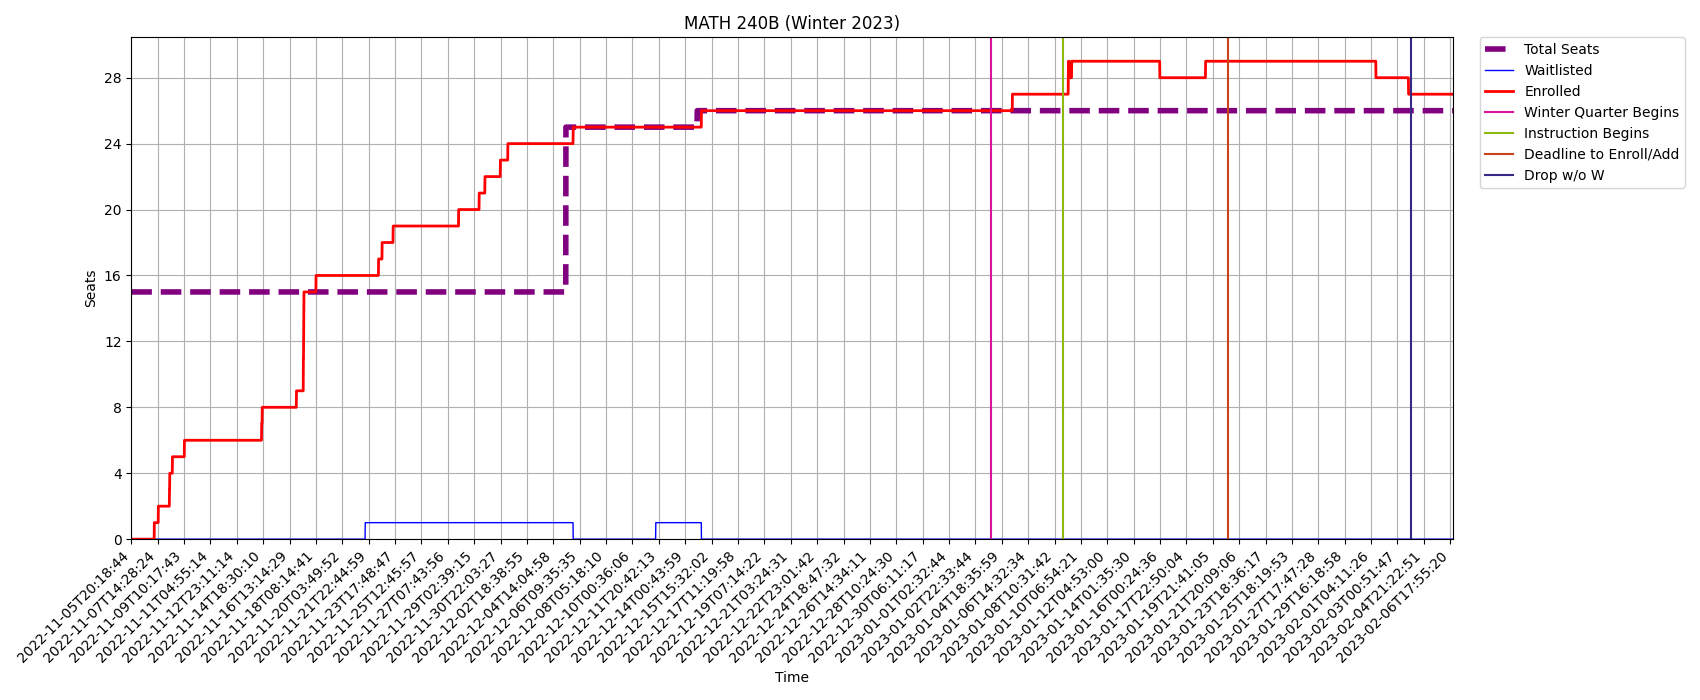 MATH 240B (Winter 2023)
Total Seats
Waitlisted
Enrolled
Winter Quarter Begins
Instruction Begins
Deadline to Enroll/Add
Drop w/o W
Seats
28
24
20
16
12
8
4
0
2022-11-05T20:18:44
2022-11-07T14:28:24
2022-11-09T10:17:43
2022-11-11T04:55:14
2022-11-12T23:11:14
2022-11-14T18:30:10
2022-11-16T13:14:29
2022-11-18T08:14:41
2022-11-20T03:49:52
2022-11-21T22:44:59
2022-11-23T17:48:47
2022-11-25T12:45:57
2022-11-27T07:43:56
2022-11-29T02:39:15
2022-11-30T22:03:27
2022-12-02T18:38:55
2022-12-04T14:04:58
2022-12-06T09:35:35
2022-12-08T05:18:10
2022-12-10T00:36:06
2022-12-11T20:42:13
2022-12-14T00:43:59
2022-12-15T15:32:02
2022-12-17T11:19:58
2022-12-19T07:14:22
2022-12-21T03:24:31
2022-12-22T23:01:42
2022-12-24T18:47:32
2022-12-26T14:34:11
2022-12-28T10:24:30
2022-12-30T06:11:17
2023-01-01T02:32:44
2023-01-02T22:33:44
2023-01-04T18:35:59
2023-01-06T14:32:34
2023-01-08T10:31:42
2023-01-10T06:54:21
2023-01-12T04:53:00
2023-01-14T01:35:30
2023-01-16T00:24:36
2023-01-17T22:50:04
2023-01-19T21:41:05
2023-01-21T20:09:06
2023-01-23T18:36:17
2023-01-25T18:19:53
2023-01-27T17:47:28
2023-01-29T16:18:58
2023-02-01T04:11:26
2023-02-03T00:51:47
2023-02-04T21:22:51
2023-02-06T17:55:20
Time